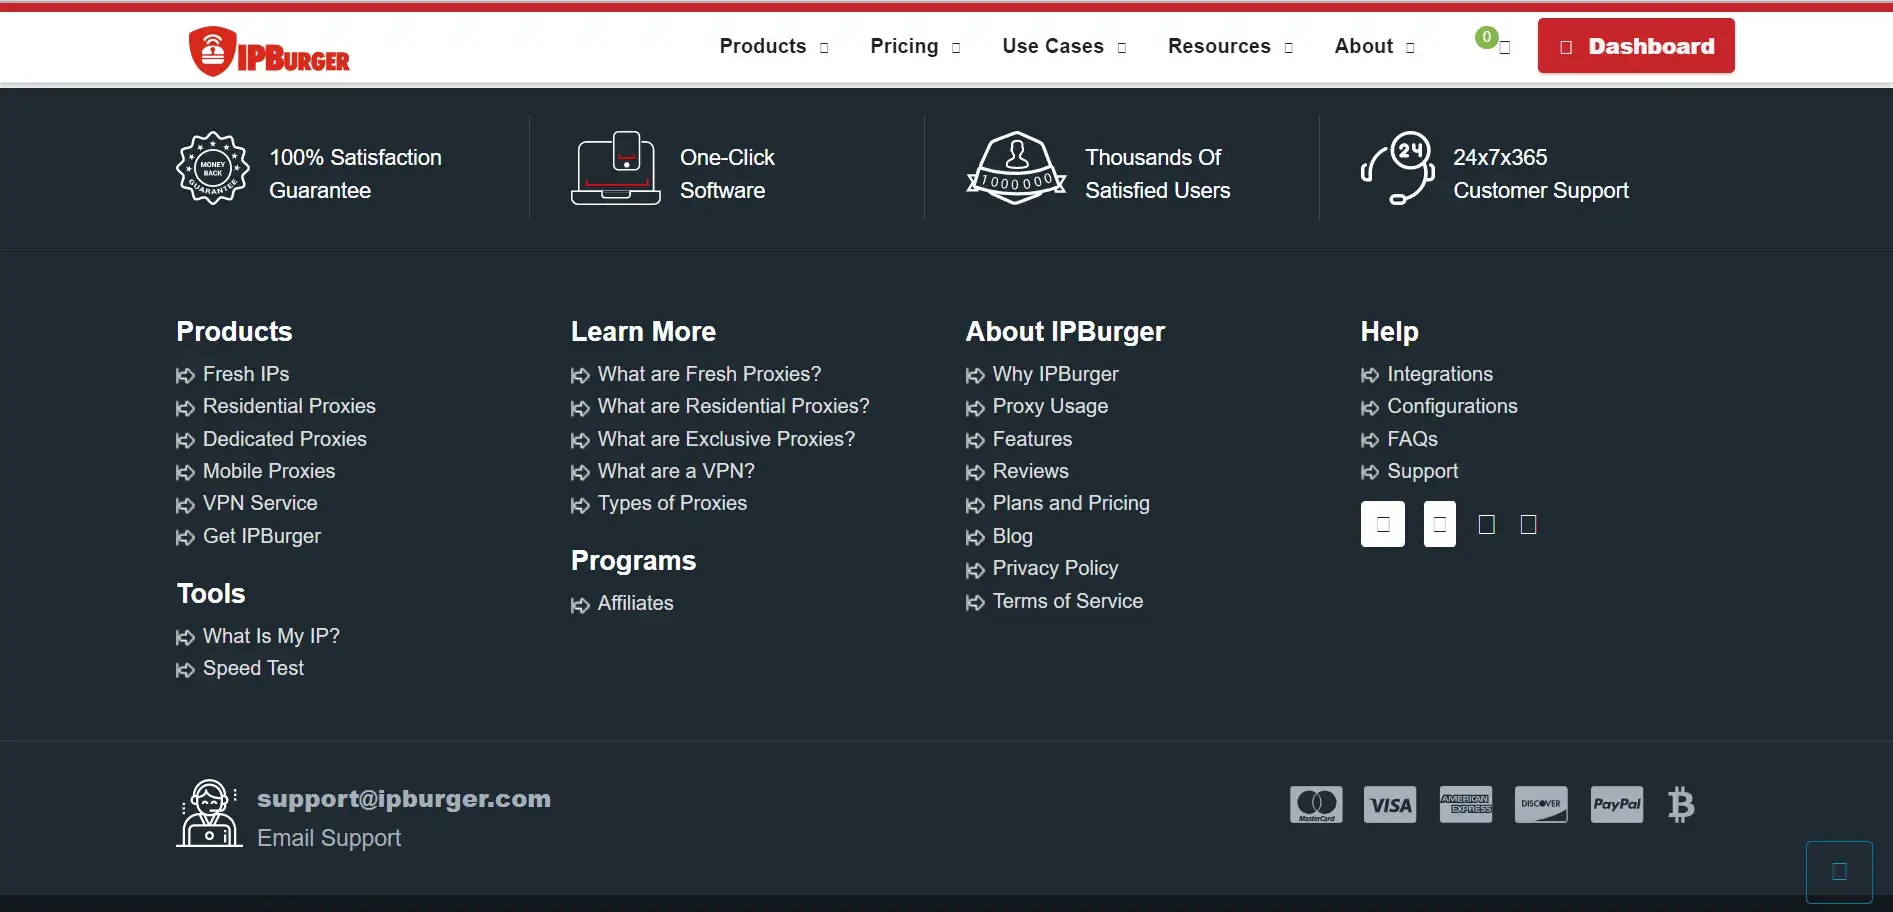 IPBURGER
Products
Pricing
Use Cases
Resources
About
0
Dashboard
MONEY
BACK
GUARANTEE
100% Satisfaction
Guarantee
One-Click
Software
1000000
Thousands Of
Satisfied Users
24
24x7x365
Customer Support
Products
Fresh IPs
Residential Proxies
Dedicated Proxies
Mobile Proxies
VPN Service
Get IPBurger
Tools
What Is My IP?
Speed Test
Learn More
What are Fresh Proxies?
What are Residential Proxies?
What are Exclusive Proxies?
What are a VPN?
Types of Proxies
Programs
Affiliates
About IPBurger
Why IPBurger
Proxy Usage
Features
Reviews
Plans and Pricing
Blog
Privacy Policy
Terms of Service
Help
Integrations
Configurations
FAQs
Support
support@ipburger.com
Email Support
MasterCard
VISA
AMERICAN
EXPRESS
DISCOVER
PayPal